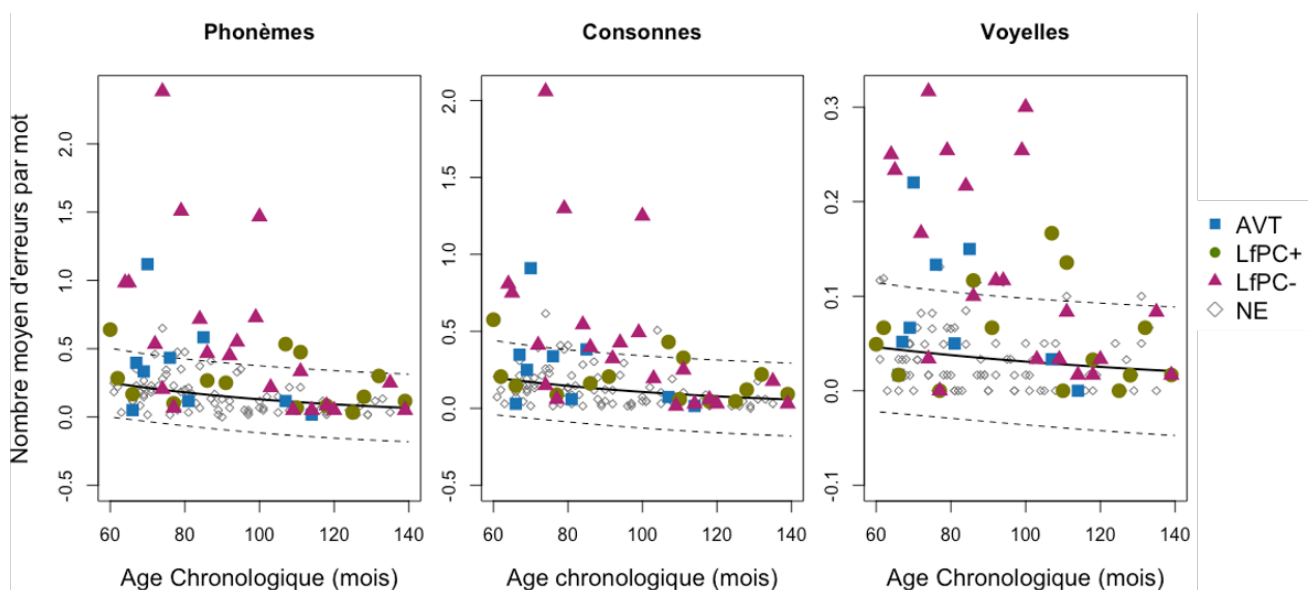 Phonèmes
Consonnes
Voyelles
Nombre moyen d'erreurs par mot
2.0
1.5
1.0
0.5
0.0
-0.5
60 80 100 120 140
Age Chronologique (mois)
2.0
1.5
1.0
0.5
0.0
-0.5
60 80 100 120 140
Age chronologique (mois)
0.3
0.2
0.1
0.0
-0.1
60 80 100 120 140
Age Chronologique (mois)
AVT
LfPC+
LfPC-
NE